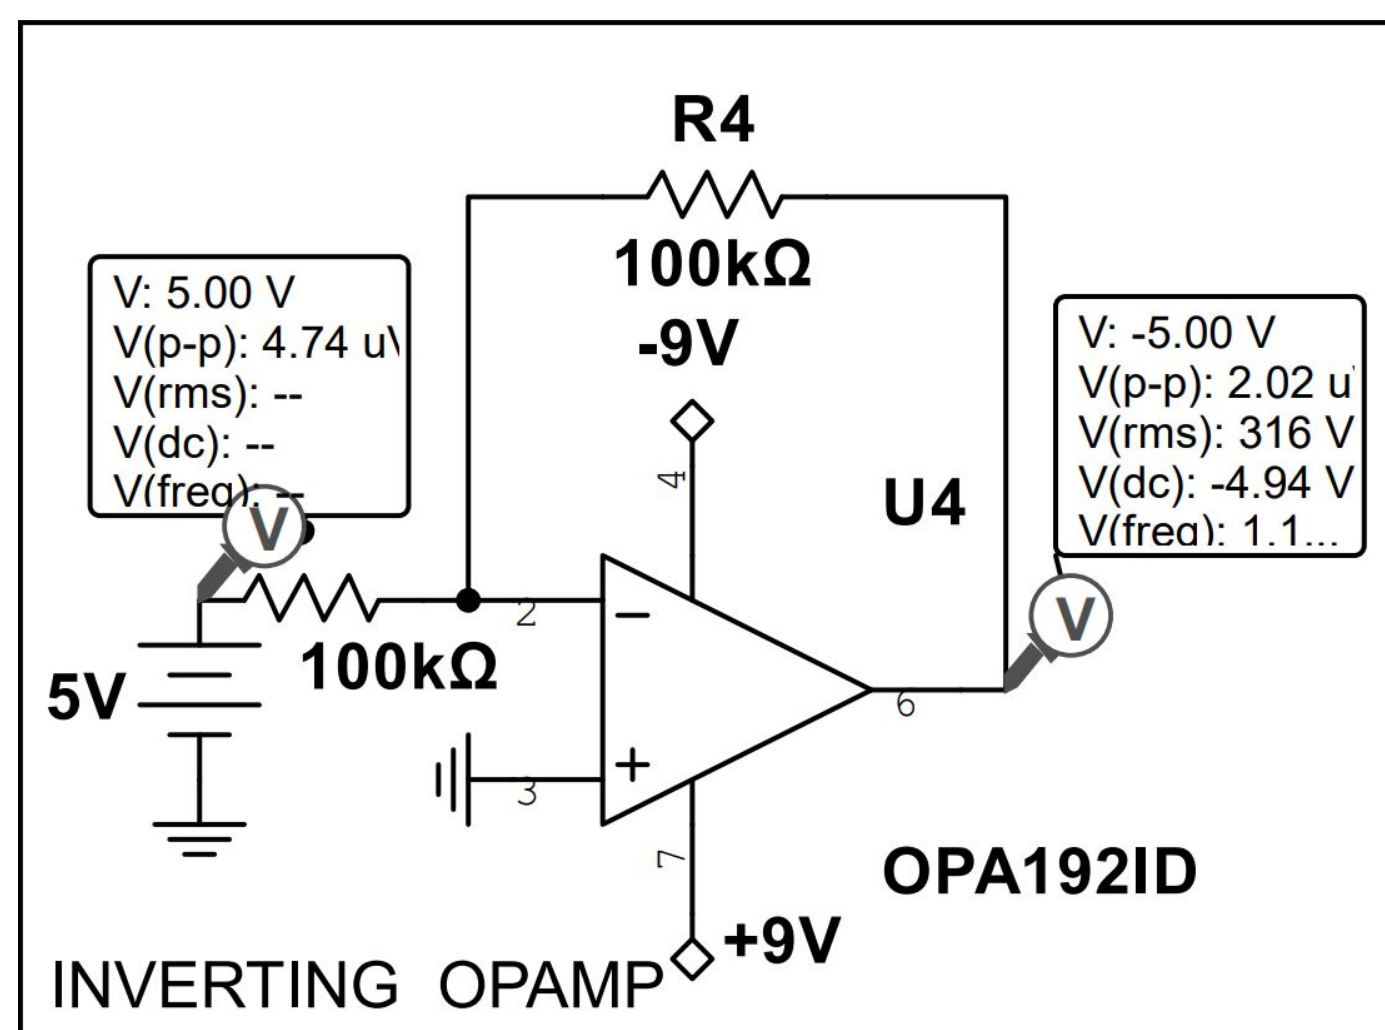 R4
100kΩ
-9V
V: 5.00 V
V(p-p): 4.74 uV
V(rms): --
V(dc): --
V(freq): --
V: -5.00 V
V(p-p): 2.02 u
V(rms): 316 V
V(dc): -4.94 V
V(freq): 1.1...
4
U4
V
V
2
−
100kΩ
5V
6
+
3
7
OPA192ID
+9V
INVERTING OPAMP